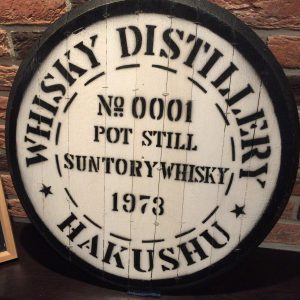 WHISKY DISTILLERY
No 0001
POT STILL
SUNTORY WHISKY
1973
★ HAKUSHU ★